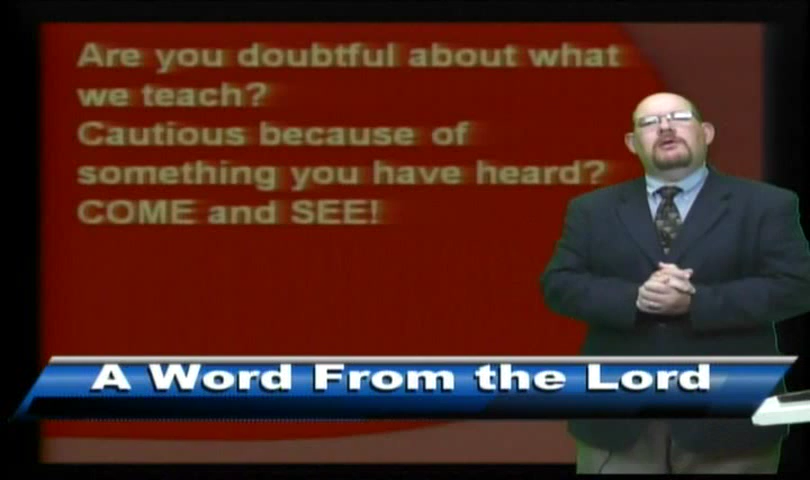 Are you doubtful about what
we teach?
Cautious because of
something you have heard?
COME and SEE!
A Word From the Lord